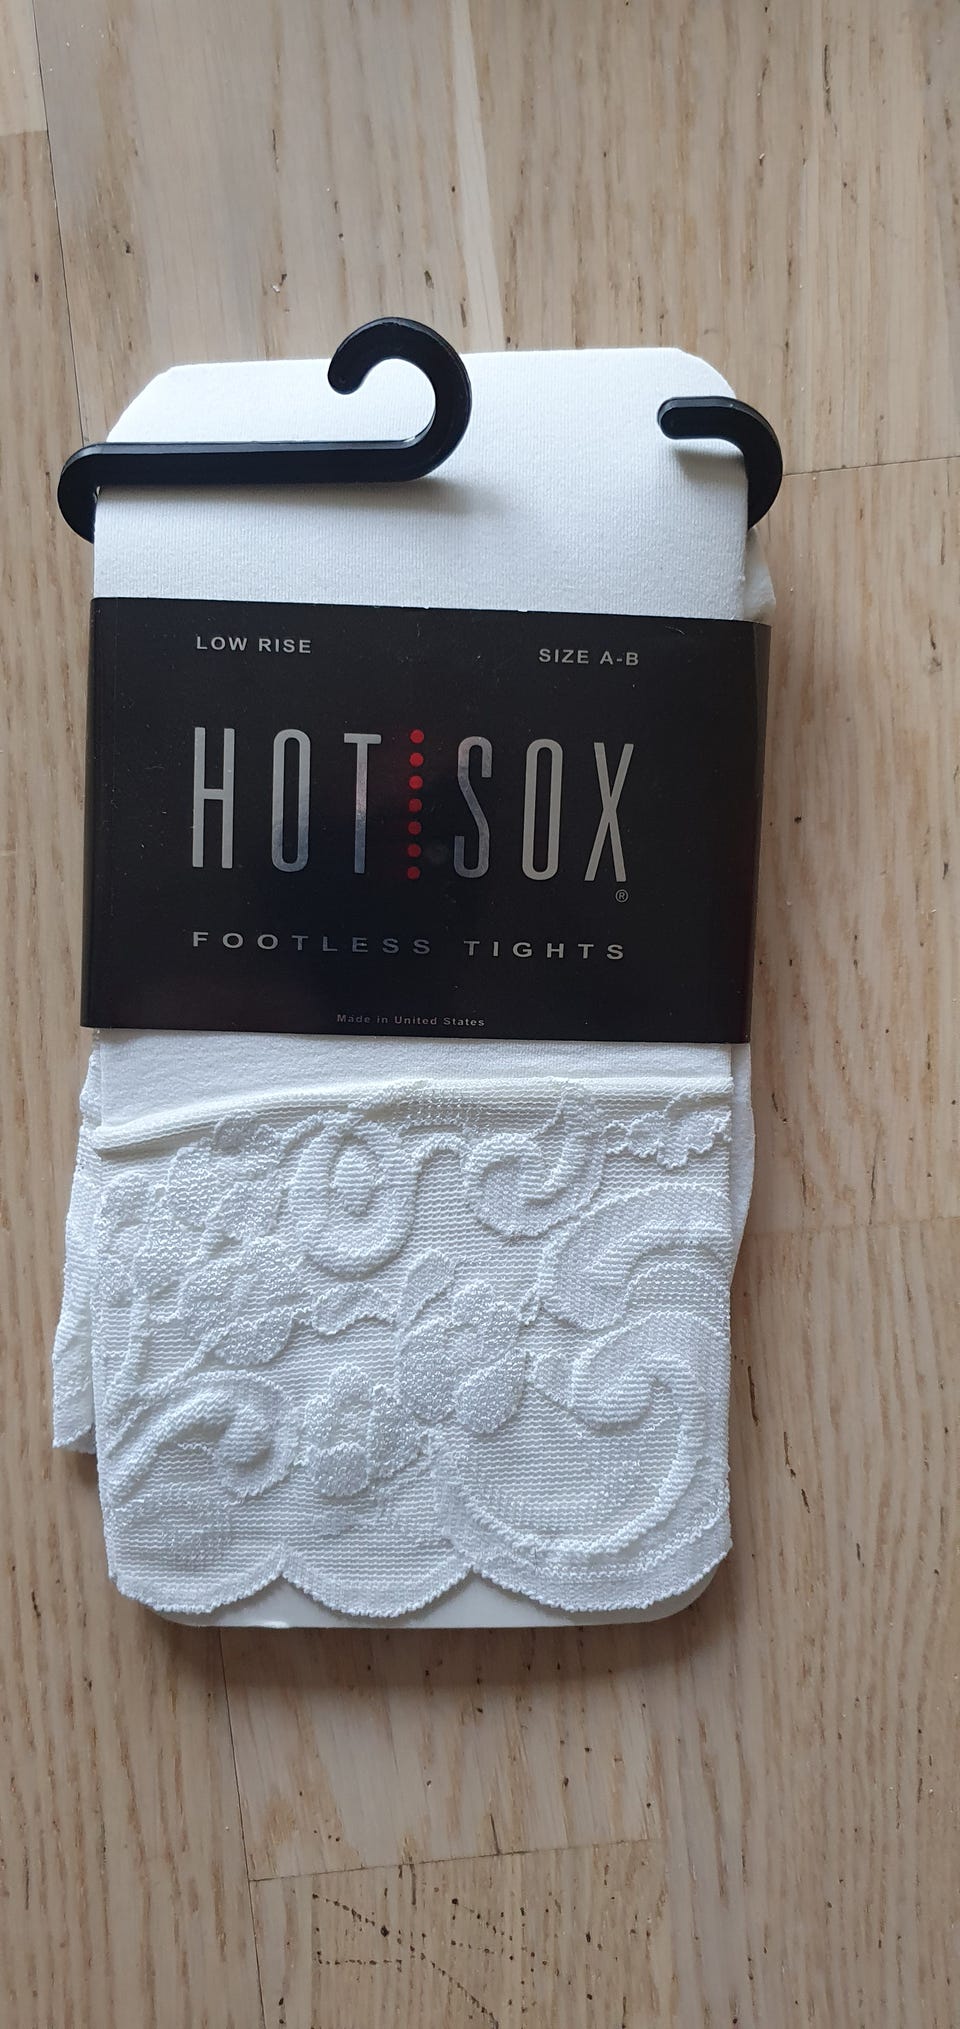 LOW RISE SIZE A-B
HOT SOX®
FOOTLESS TIGHTS
Made in United States